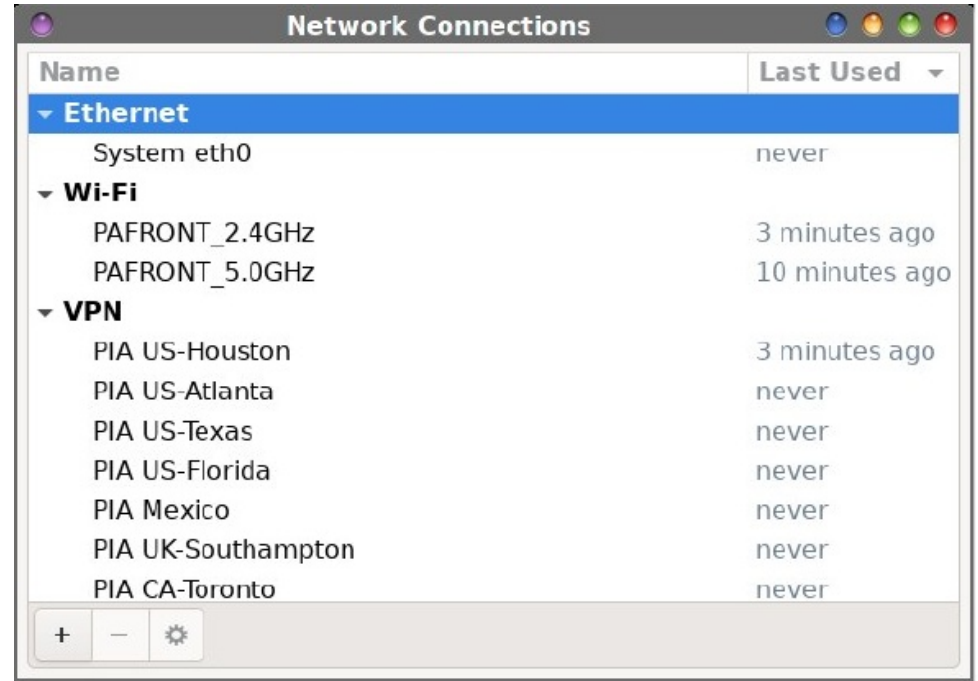 Network Connections
Name Last Used
Ethernet
System eth0 never
Wi-Fi
PAFRONT_2.4GHz 3 minutes ago
PAFRONT_5.0GHz 10 minutes ago
VPN
PIA US-Houston 3 minutes ago
PIA US-Atlanta never
PIA US-Texas never
PIA US-Florida never
PIA Mexico never
PIA UK-Southampton never
PIA CA-Toronto never